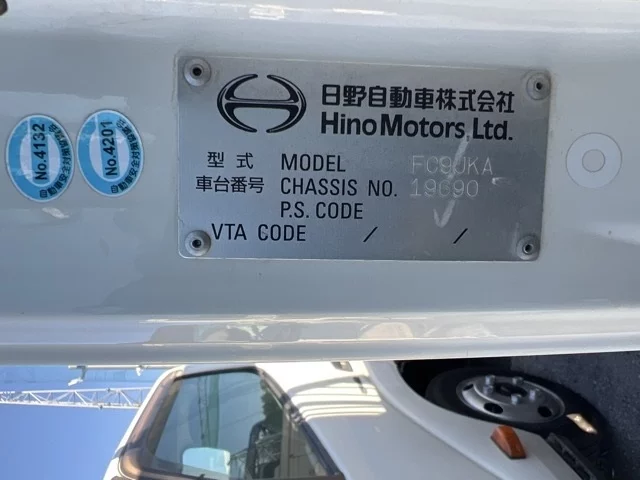 日野自動車株式会社
Hino Motors, Ltd.
型式 MODEL FC9JKA
車台番号 CHASSIS NO. 19690
P.S. CODE
VTA CODE / /
No.4132
No.4201